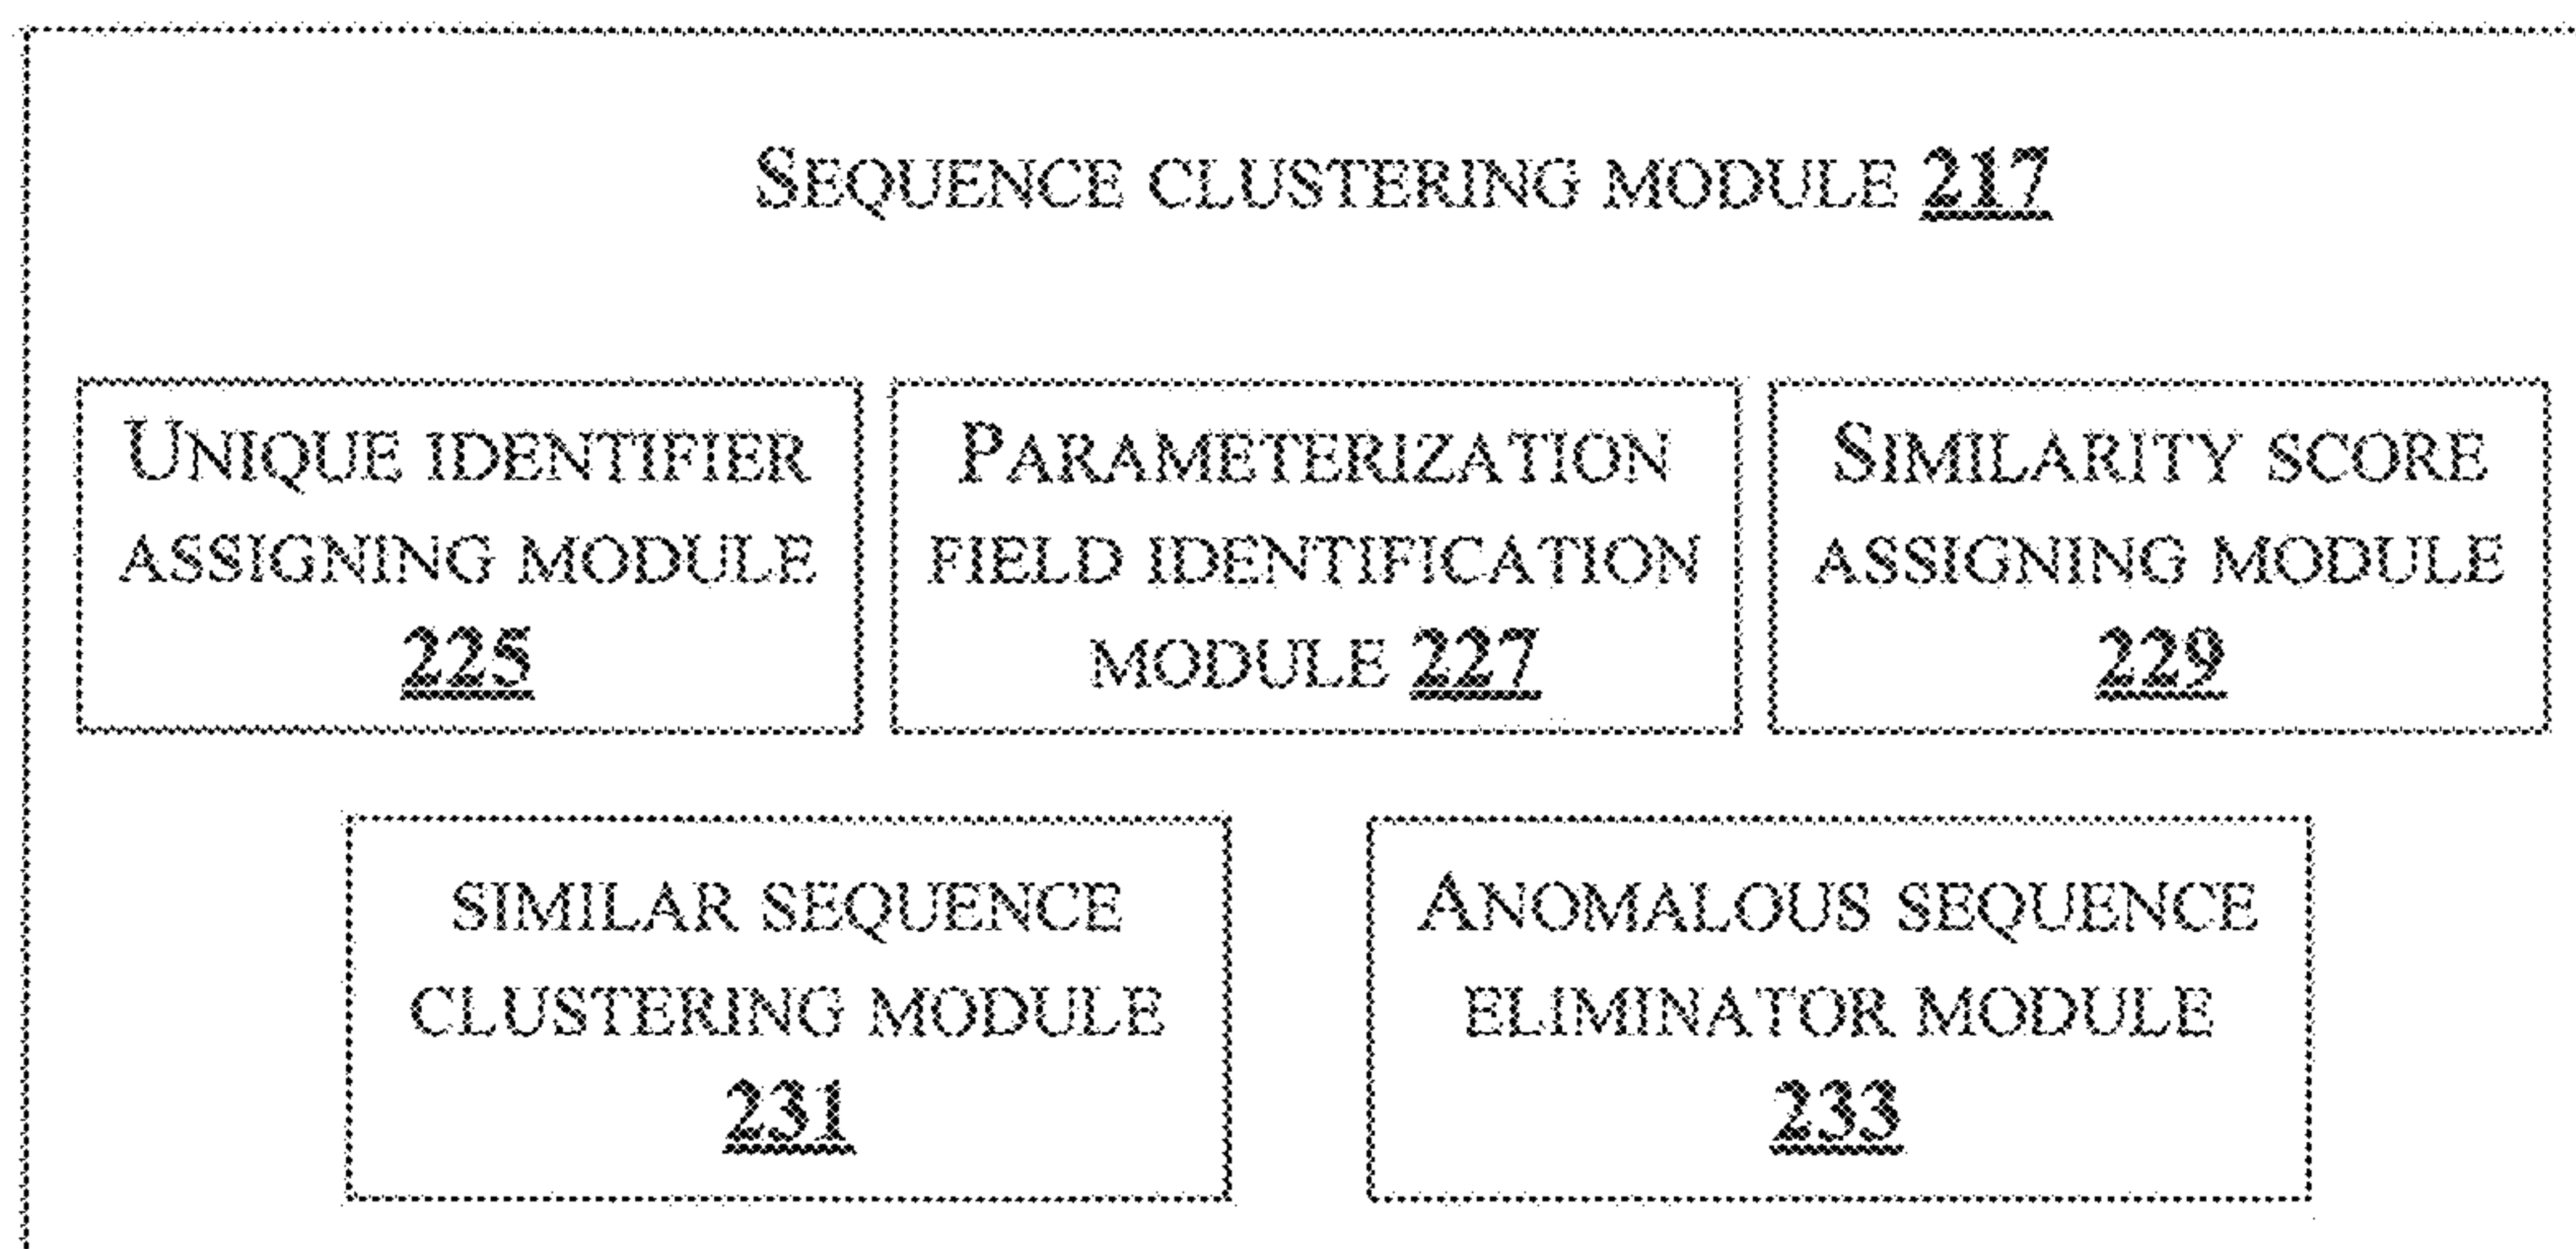 SEQUENCE CLUSTERING MODULE 217
UNIQUE IDENTIFIER
ASSIGNING MODULE
225
PARAMETERIZATION
FIELD IDENTIFICATION
MODULE 227
SIMILARITY SCORE
ASSIGNING MODULE
229
SIMILAR SEQUENCE
CLUSTERING MODULE
231
ANOMALOUS SEQUENCE
ELIMINATOR MODULE
233